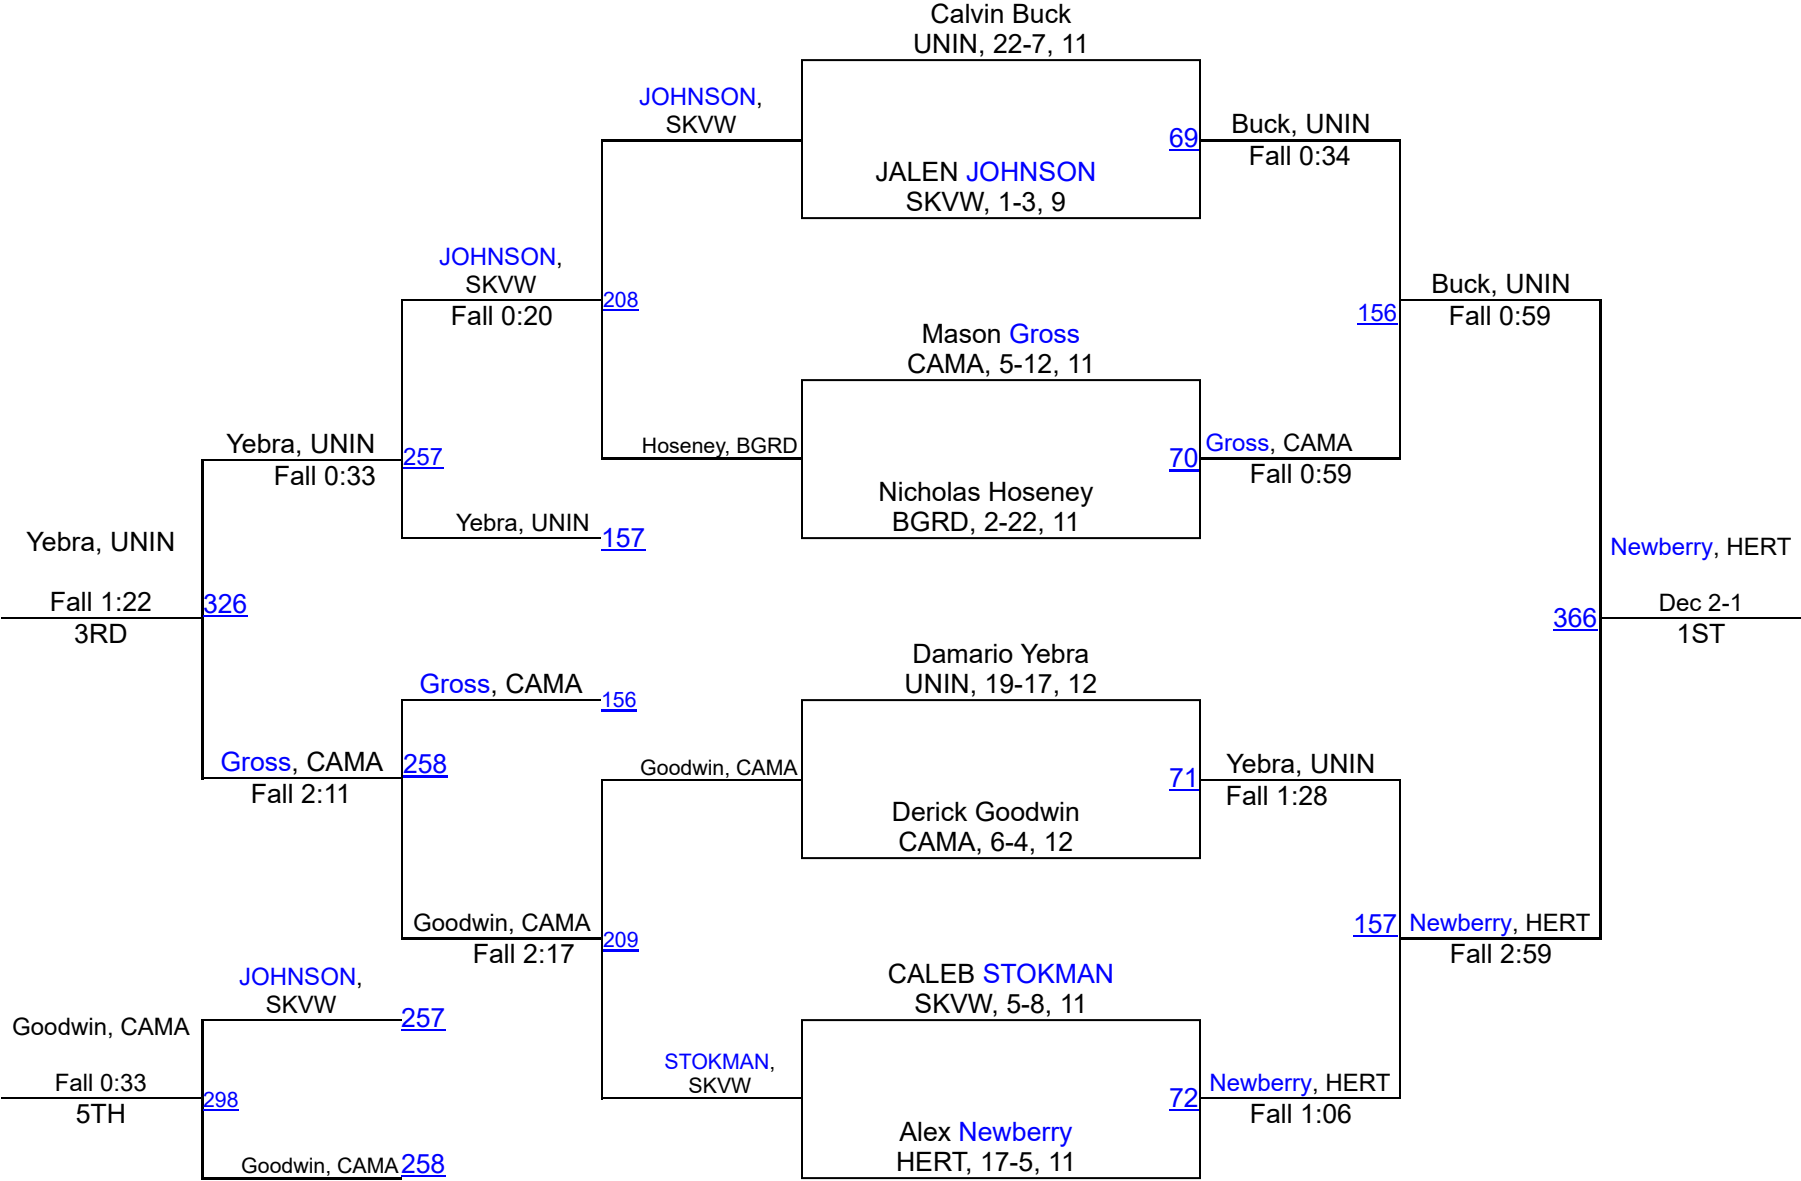 Calvin Buck
UNIN, 22-7, 11
JOHNSON,
SKVW
69
Buck, UNIN
Fall 0:34
JALEN JOHNSON
SKVW, 1-3, 9
JOHNSON,
SKVW
Fall 0:20
208
156
Buck, UNIN
Fall 0:59
Mason Gross
CAMA, 5-12, 11
Yebra, UNIN
Fall 0:33
257
Hoseney, BGRD
70
Gross, CAMA
Fall 0:59
Nicholas Hoseney
BGRD, 2-22, 11
Yebra, UNIN
157
Yebra, UNIN
Fall 1:22
3RD
326
Newberry, HERT
366
Dec 2-1
1ST
Damario Yebra
UNIN, 19-17, 12
Gross, CAMA
156
Gross, CAMA
Fall 2:11
258
Goodwin, CAMA
71
Yebra, UNIN
Fall 1:28
Derick Goodwin
CAMA, 6-4, 12
Goodwin, CAMA
Fall 2:17
209
157
Newberry, HERT
Fall 2:59
CALEB STOKMAN
SKVW, 5-8, 11
JOHNSON,
SKVW
257
Goodwin, CAMA
Fall 0:33
5TH
298
STOKMAN,
SKVW
72
Newberry, HERT
Fall 1:06
Alex Newberry
HERT, 17-5, 11
Goodwin, CAMA
258